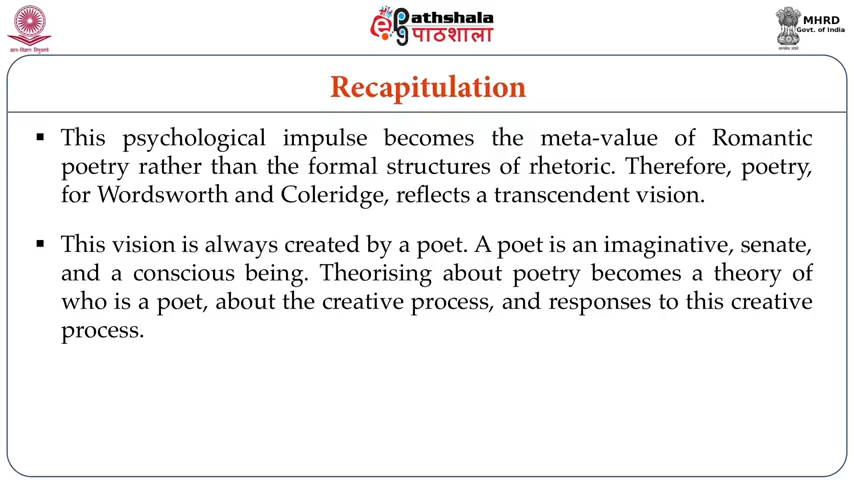 ePathshala
पाठशाला
MHRD
Govt. of India
Recapitulation
▪ This psychological impulse becomes the meta-value of Romantic
poetry rather than the formal structures of rhetoric. Therefore, poetry,
for Wordsworth and Coleridge, reflects a transcendent vision.
▪ This vision is always created by a poet. A poet is an imaginative, senate,
and a conscious being. Theorising about poetry becomes a theory of
who is a poet, about the creative process, and responses to this creative
process.